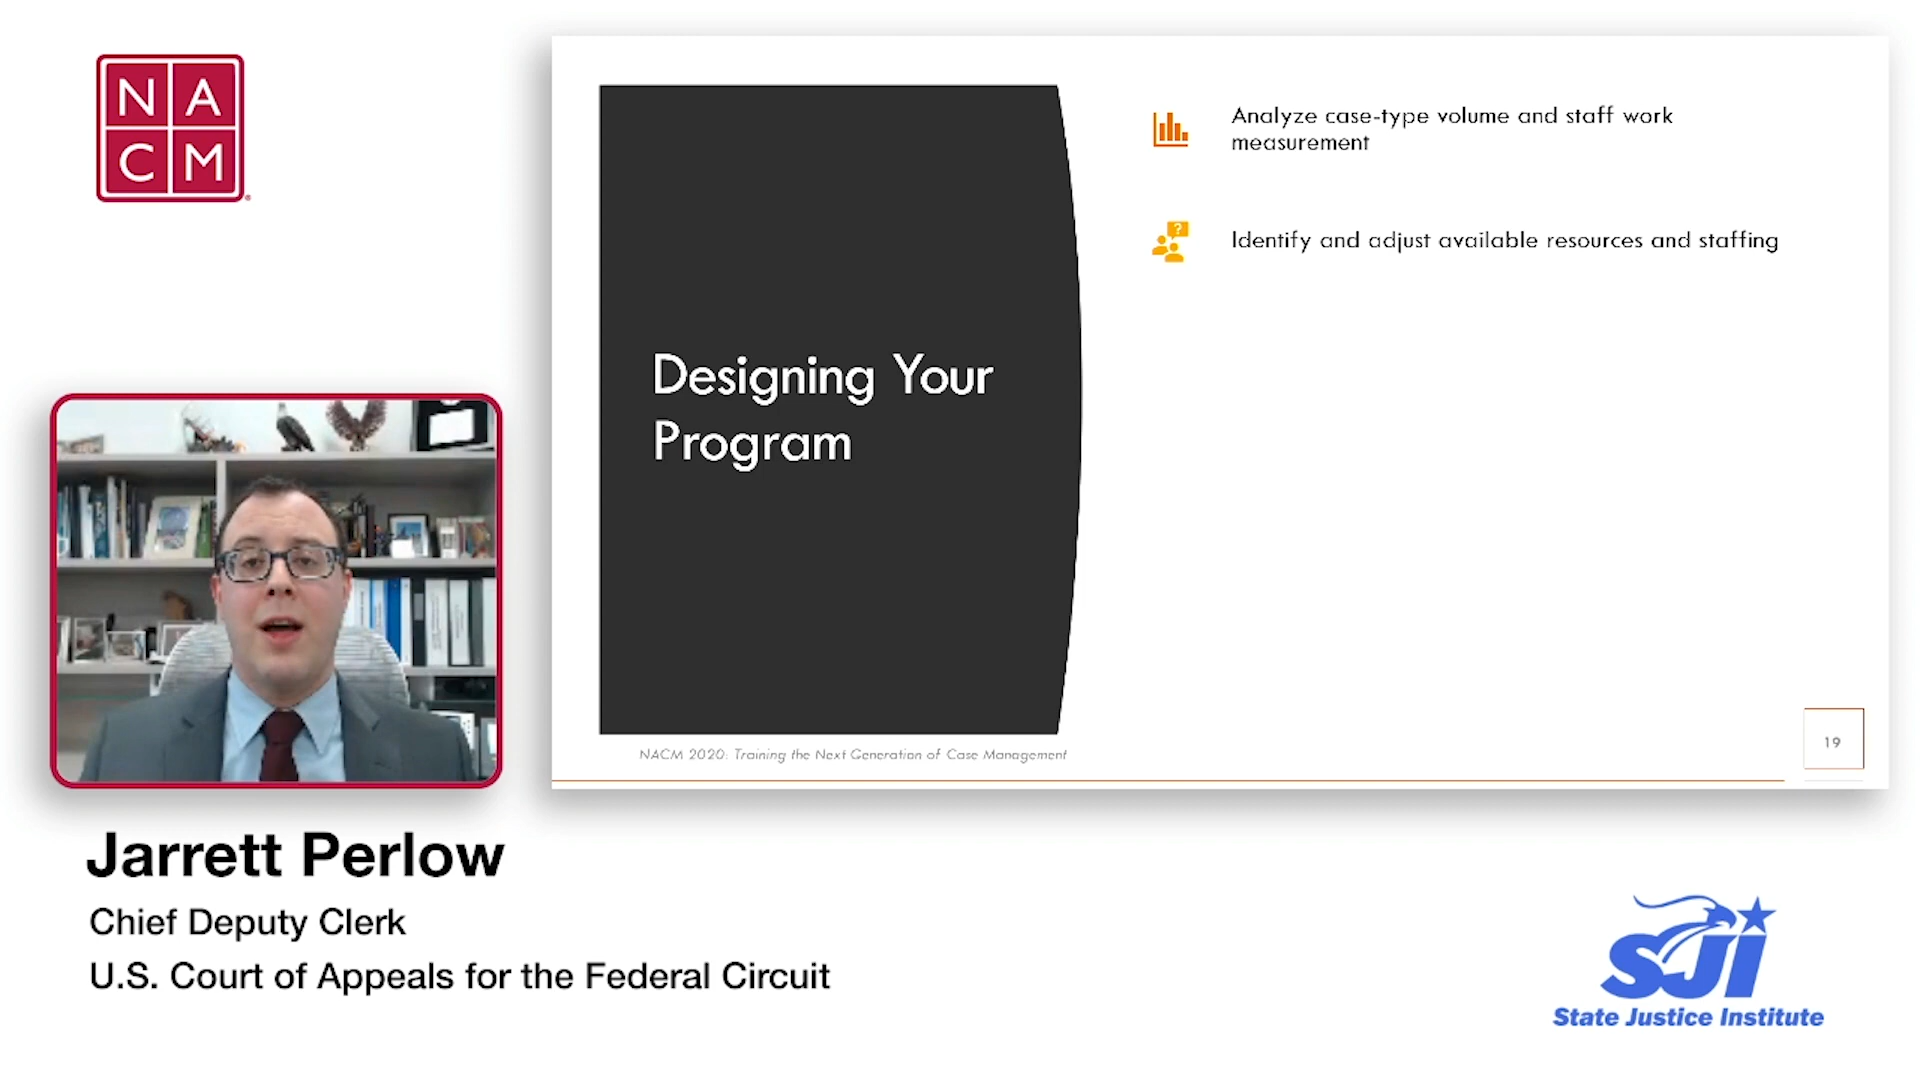 N A
C M
Analyze case-type volume and staff work
measurement
?
Identify and adjust available resources and staffing
Designing Your
Program
NACM 2020: Training the Next Generation of Case Management
19
Jarrett Perlow
Chief Deputy Clerk
U.S. Court of Appeals for the Federal Circuit
SJI
State Justice Institute